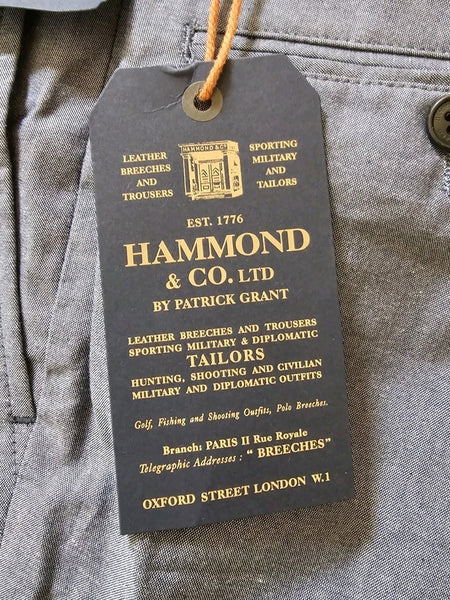 HAMMOND & Co
LEATHER
BREECHES
AND
TROUSERS
SPORTING
MILITARY
AND
TAILORS
EST. 1776
HAMMOND
& CO. LTD
BY PATRICK GRANT
LEATHER BREECHES AND TROUSERS
SPORTING MILITARY & DIPLOMATIC
TAILORS
HUNTING, SHOOTING AND CIVILIAN
MILITARY AND DIPLOMATIC OUTFITS
Golf, Fishing and Shooting Outfits, Polo Breeches.
Branch: PARIS II Rue Royale
Telegraphic Addresses : “ BREECHES”
OXFORD STREET LONDON W.1